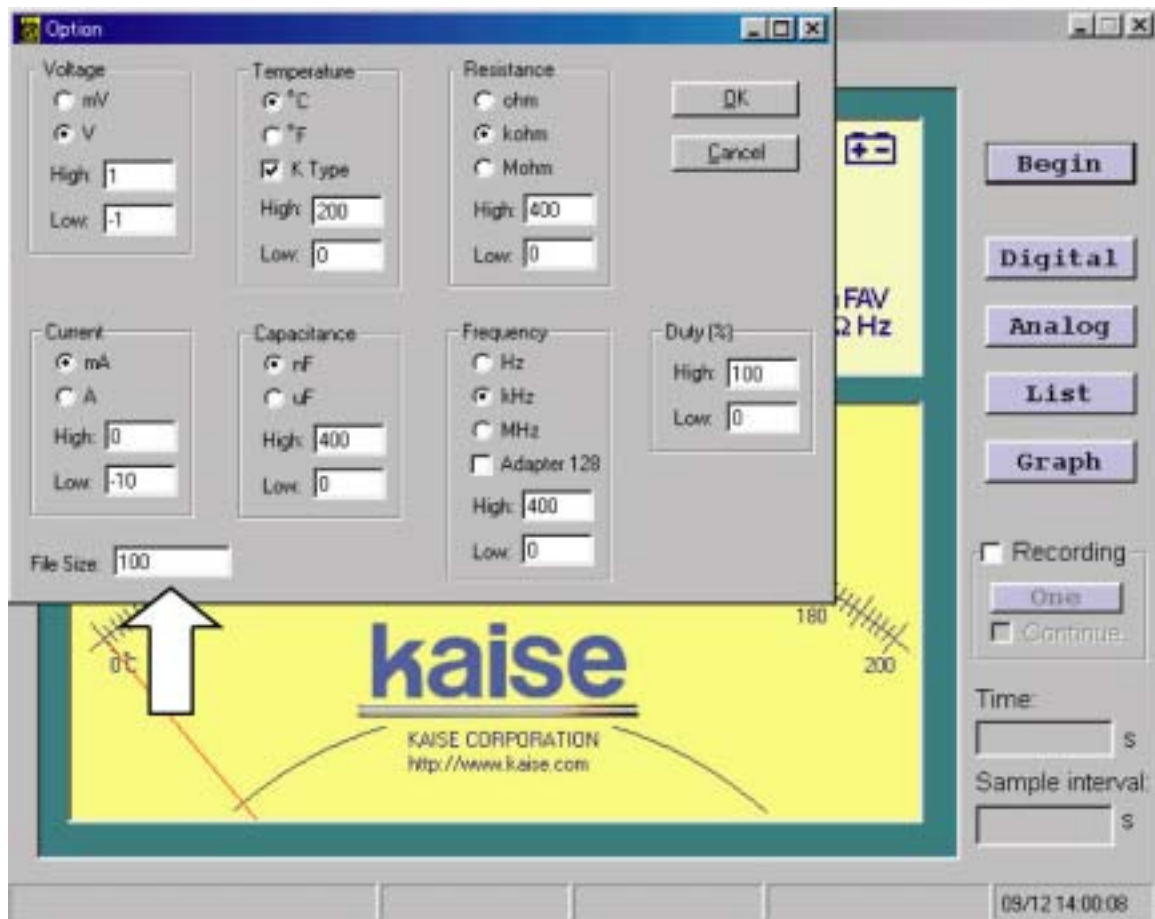 Option
Voltage
mV
V
High: 1
Low: -1
Temperature
°C
°F
K Type
High: 200
Low: 0
Resistance
ohm
kohm
Mohm
High: 400
Low: 0
OK
Cancel
Current
mA
A
High: 0
Low: -10
Capacitance
nF
uF
High: 400
Low: 0
Frequency
Hz
kHz
MHz
Adapter 128
High: 400
Low: 0
Duty (%)
High: 100
Low: 0
File Size: 100
FAV
Ω Hz
Begin
Digital
Analog
List
Graph
Recording
One
Continue
Time:
s
Sample interval:
s
0°C
180
200
kaise
KAISE CORPORATION
http://www.kaise.com
09/12 14:00:08